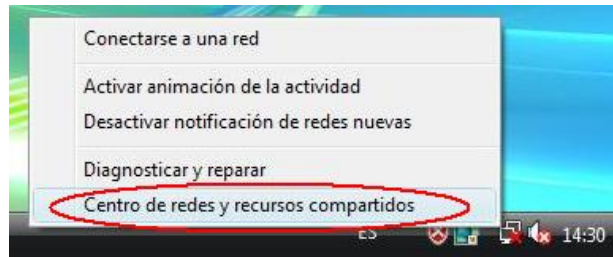 Conectarse a una red
Activar animación de la actividad
Desactivar notificación de redes nuevas
Diagnosticar y reparar
Centro de redes y recursos compartidos
ES 14:30